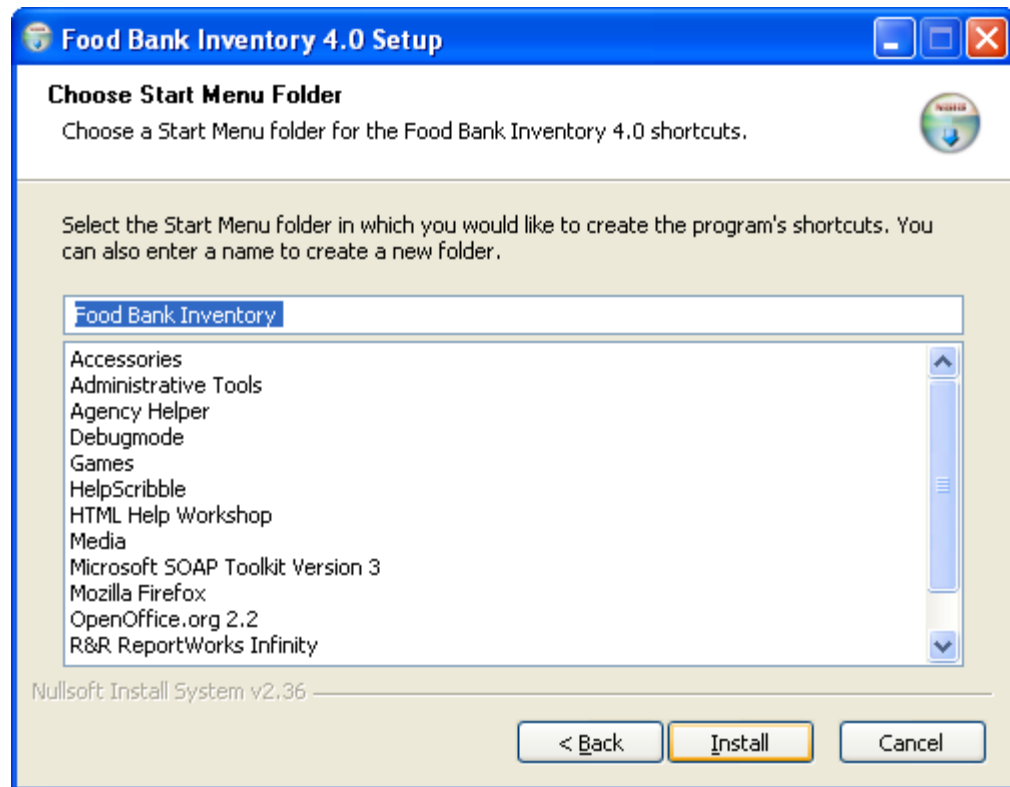 Food Bank Inventory 4.0 Setup
Choose Start Menu Folder
Choose a Start Menu folder for the Food Bank Inventory 4.0 shortcuts.
Select the Start Menu folder in which you would like to create the program's shortcuts. You
can also enter a name to create a new folder.
Food Bank Inventory
Accessories
Administrative Tools
Agency Helper
Debugmode
Games
HelpScribble
HTML Help Workshop
Media
Microsoft SOAP Toolkit Version 3
Mozilla Firefox
OpenOffice.org 2.2
R&R ReportWorks Infinity
Nullsoft Install System v2.36
< Back
Install
Cancel